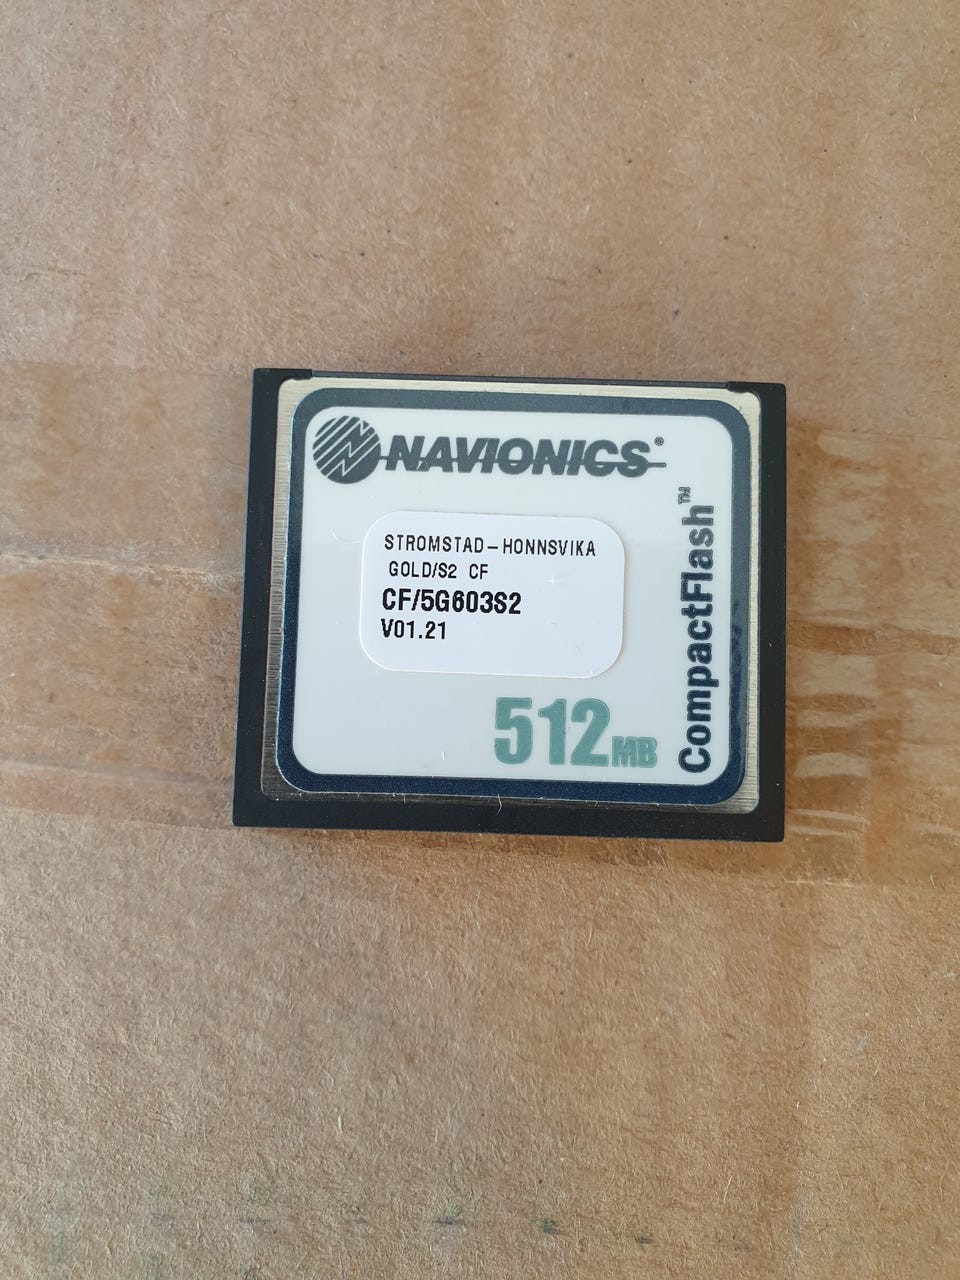 NAVIONICS®
STROMSTAD-HONNSVIKA
GOLD/S2 CF
CF/5G603S2
V01.21
512MB
CompactFlash™